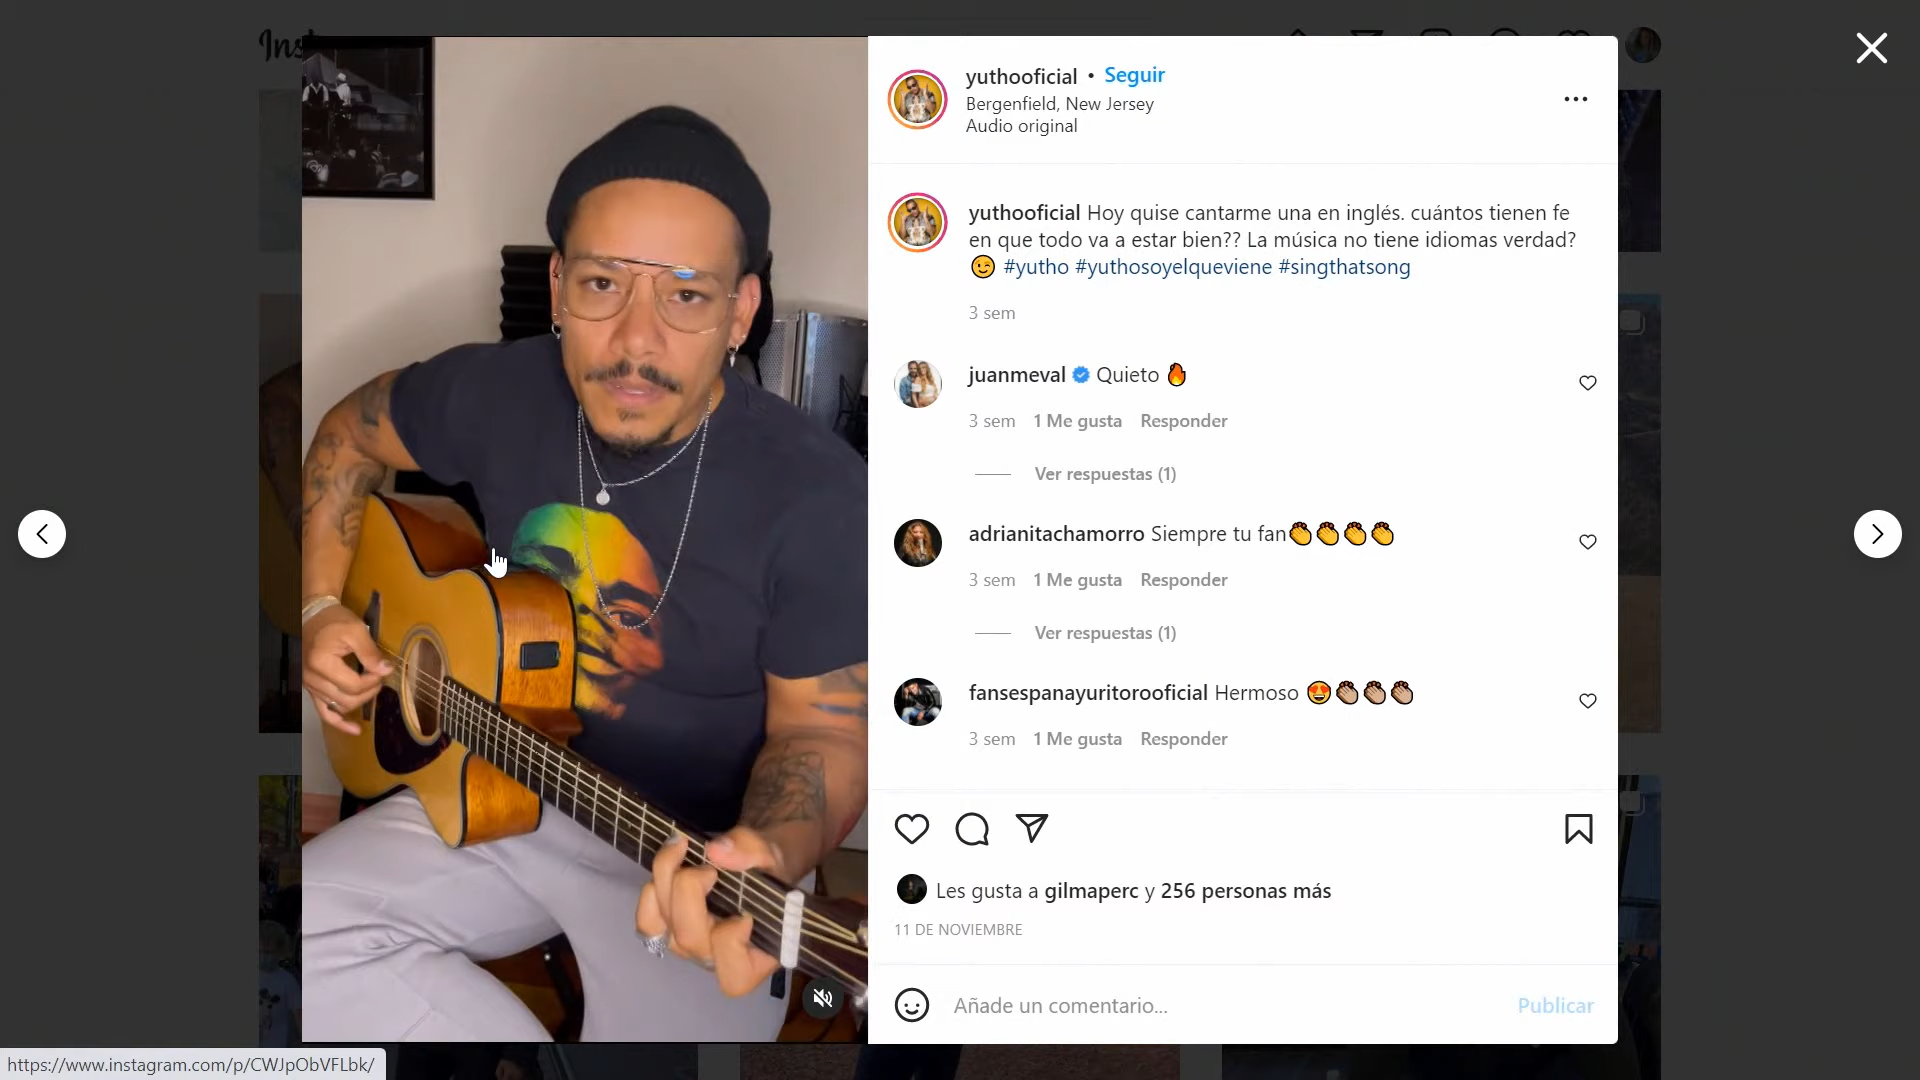 Inst
yuthooficial • Seguir
Bergenfield, New Jersey
Audio original
yuthooficial Hoy quise cantarme una en inglés. cuántos tienen fe
en que todo va a estar bien?? La música no tiene idiomas verdad?
😉 #yutho #yuthosoyelqueviene #singthatsong
3 sem
juanmeval Quieto 🔥
3 sem 1 Me gusta Responder
Ver respuestas (1)
adrianitachamorro Siempre tu fan👏👏👏👏
3 sem 1 Me gusta Responder
Ver respuestas (1)
fansespanayuritorooficial Hermoso 😍👏🏽👏🏽👏🏽
3 sem 1 Me gusta Responder
Les gusta a gilmaperc y 256 personas más
11 DE NOVIEMBRE
Añade un comentario...
Publicar
https://www.instagram.com/p/CWJpObVFLbk/